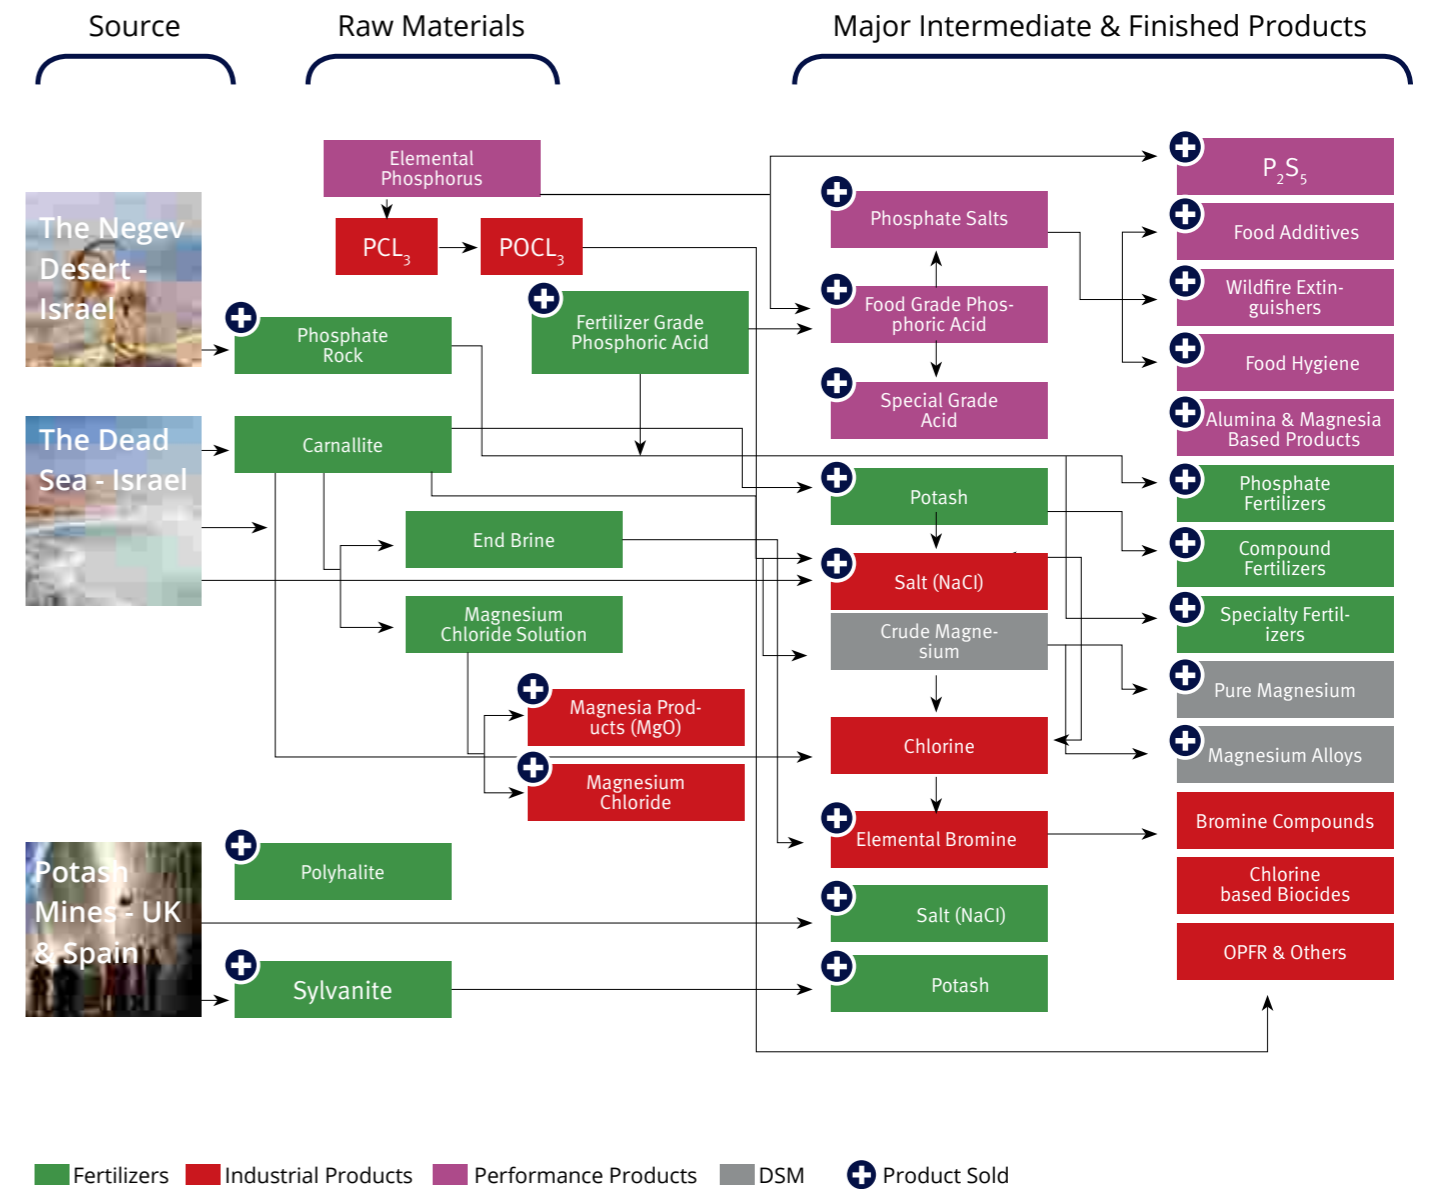 Source
Raw Materials
Major Intermediate & Finished Products
The Negev
Desert -
Israel
The Dead
Sea - Israel
Potash
Mines - UK
& Spain
Elemental
Phosphorus
PCL3
POCL3
Phosphate
Rock
Fertilizer Grade
Phosphoric Acid
Carnallite
End Brine
Magnesium
Chloride Solution
Magnesia Prod-
ucts (MgO)
Magnesium
Chloride
Polyhalite
Sylvanite
Phosphate Salts
Food Grade Phos-
phoric Acid
Special Grade
Acid
Potash
Salt (NaCl)
Crude Magne-
sium
Chlorine
Elemental Bromine
Salt (NaCl)
Potash
P2S5
Food Additives
Wildfire Extin-
guishers
Food Hygiene
Alumina & Magnesia
Based Products
Phosphate
Fertilizers
Compound
Fertilizers
Specialty Fertil-
izers
Pure Magnesium
Magnesium Alloys
Bromine Compounds
Chlorine
based Biocides
OPFR & Others
Fertilizers
Industrial Products
Performance Products
DSM
Product Sold